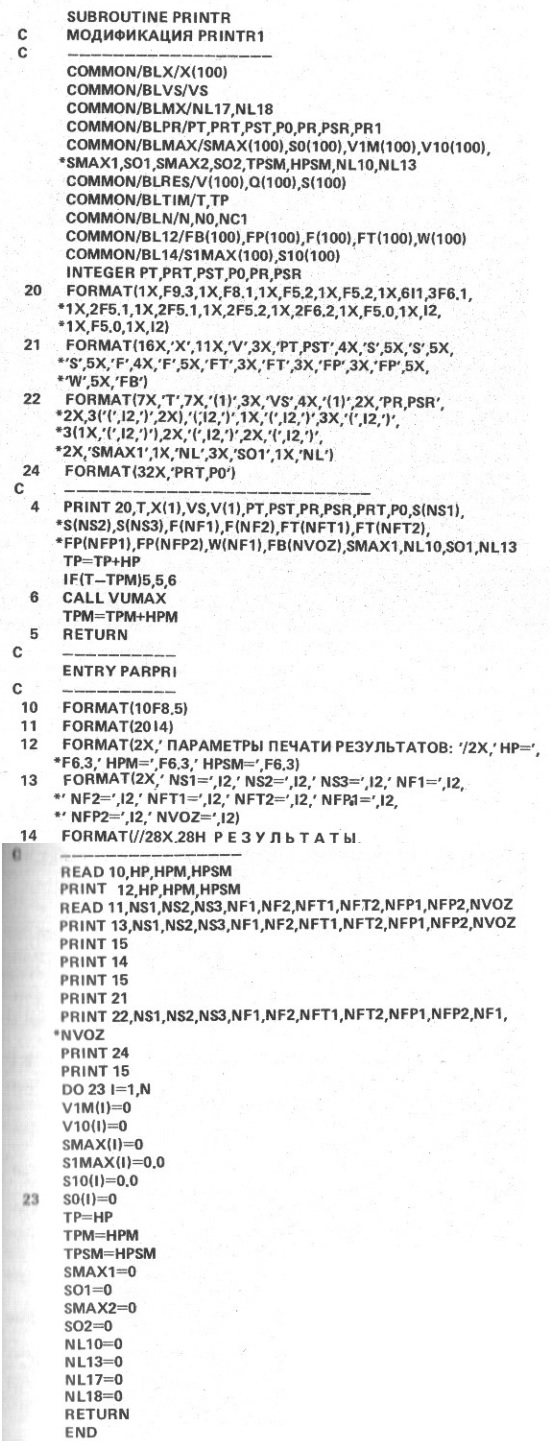 SUBROUTINE PRINTR
C МОДИФИКАЦИЯ PRINTR1
C ––––––––––––––––––
COMMON/BLX/X(100)
COMMON/BLVS/VS
COMMON/BLMX/NL17,NL18
COMMON/BLPR/PT,PRT,PST,P0,PR,PSR,PR1
COMMON/BLMAX/SMAX(100),S0(100),V1M(100),V10(100),
*SMAX1,SO1,SMAX2,SO2,TPSM,HPSM,NL10,NL13
COMMON/BLRES/V(100),Q(100),S(100)
COMMON/BLTIM/T,TP
COMMON/BLN/N,N0,NC1
COMMON/BL12/FB(100),FP(100),F(100),FT(100),W(100)
COMMON/BL14/S1MAX(100),S10(100)
INTEGER PT,PRT,PST,P0,PR,PSR
20 FORMAT(1X,F9.3,1X,F8.1,1X,F5.2,1X,F5.2,1X,6I1,3F6.1,
*1X,2F5.1,1X,2F5.1,1X,2F5.2,1X,2F6.2,1X,F5.0,1X,I2,
*1X,F5.0,1X,I2)
21 FORMAT(16X,'X',11X,'V',3X,'PT,PST',4X,'S',5X,'S',5X,
*'S',5X,'F',4X,'F',5X,'FT',3X,'FT',3X,'FP',3X,'FP',5X,
*'W',5X,'FB')
22 FORMAT(7X,'T',7X,'(1)',3X,'VS',4X,'(1)',2X,'PR,PSR',
*2X,3('(',I2,')',2X),'(',I2,')',1X,'(',I2,')',3X,'(',I2,')',
*3(1X,'(',I2,')'),2X,'(',I2,')',2X,'(',I2,')',
*2X,'SMAX1',1X,'NL',3X,'SO1',1X,'NL')
24 FORMAT(32X,'PRT,P0')
C –––––––––––––––––––––––––––
4 PRINT 20,T,X(1),VS,V(1),PT,PST,PR,PSR,PRT,P0,S(NS1),
*S(NS2),S(NS3),F(NF1),F(NF2),FT(NFT1),FT(NFT2),
*FP(NFP1),FP(NFP2),W(NF1),FB(NVOZ),SMAX1,NL10,SO1,NL13
TP=TP+HP
IF(T–TPM)5,5,6
6 CALL VUMAX
TPM=TPM+HPM
5 RETURN
C ––––––––––
ENTRY PARPRI
C ––––––––––
10 FORMAT(10F8,5)
11 FORMAT(20I4)
12 FORMAT(2X,' ПАРАМЕТРЫ ПЕЧАТИ РЕЗУЛЬТАТОВ: '/2X,' HP=',
*F6.3,' HPM=',F6.3,' HPSM=',F6,3)
13 FORMAT(2X,' NS1=',I2,' NS2=',I2,' NS3=',I2,' NF1=',I2,
*' NF2=',I2,' NFT1=',I2,' NFT2=',I2,' NFP1=',I2,
*' NFP2=',I2,' NVOZ=',I2)
14 FORMAT(//28X,28H Р Е З У Л Ь Т А Т Ы
C ––––––––––––––––
READ 10,HP,HPM,HPSM
PRINT 12,HP,HPM,HPSM
READ 11,NS1,NS2,NS3,NF1,NF2,NFT1,NFT2,NFP1,NFP2,NVOZ
PRINT 13,NS1,NS2,NS3,NF1,NF2,NFT1,NFT2,NFP1,NFP2,NVOZ
PRINT 15
PRINT 14
PRINT 15
PRINT 21
PRINT 22,NS1,NS2,NS3,NF1,NF2,NFT1,NFT2,NFP1,NFP2,NF1,
*NVOZ
PRINT 24
PRINT 15
DO 23 I=1,N
V1M(I)=0
V10(I)=0
SMAX(I)=0
S1MAX(I)=0.0
S10(I)=0.0
23 S0(I)=0
TP=HP
TPM=HPM
TPSM=HPSM
SMAX1=0
SO1=0
SMAX2=0
SO2=0
NL10=0
NL13=0
NL17=0
NL18=0
RETURN
END